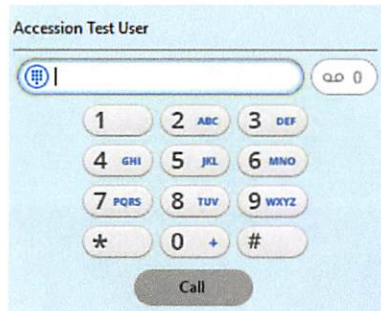 Accession Test User
0
1 2 ABC 3 DEF
4 GHI 5 JKL 6 MNO
7 PQRS 8 TUV 9 WXYZ
* 0 + #
Call